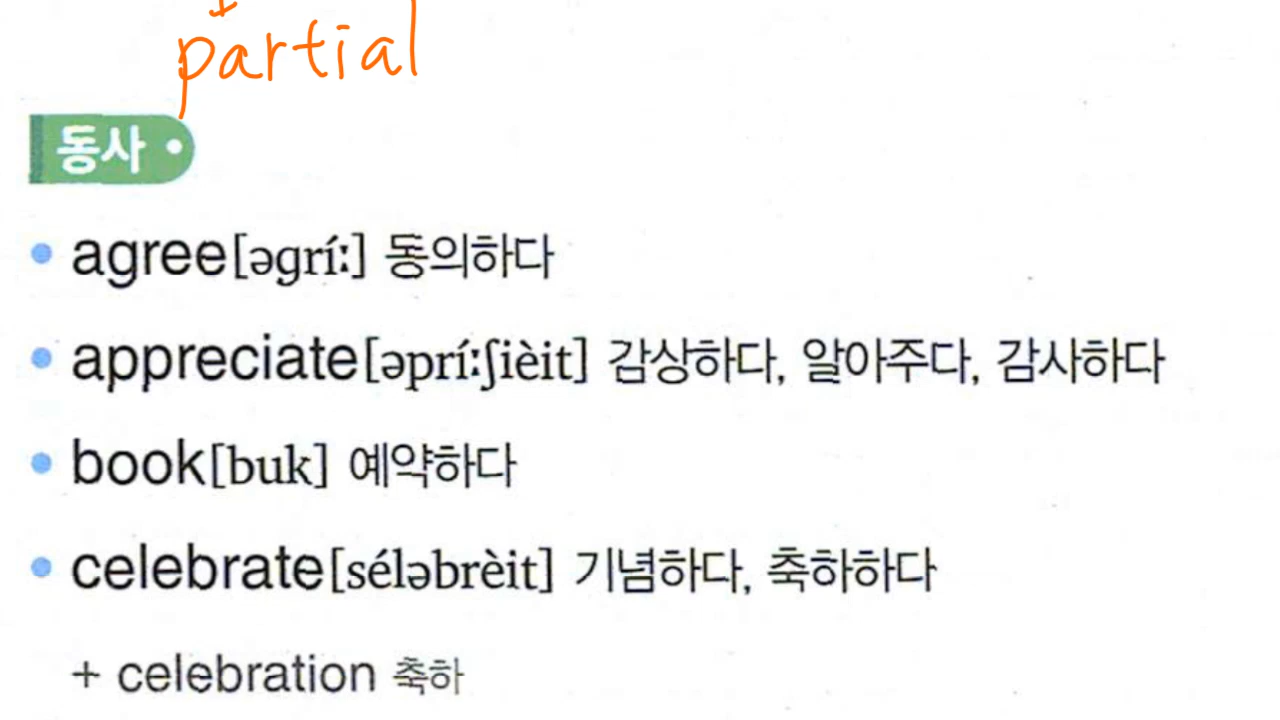 partial
동사
agree[əgríː] 동의하다
appreciate[əpríːʃièit] 감상하다, 알아주다, 감사하다
book[buk] 예약하다
celebrate[séləbrèit] 기념하다, 축하하다
+ celebration 축하